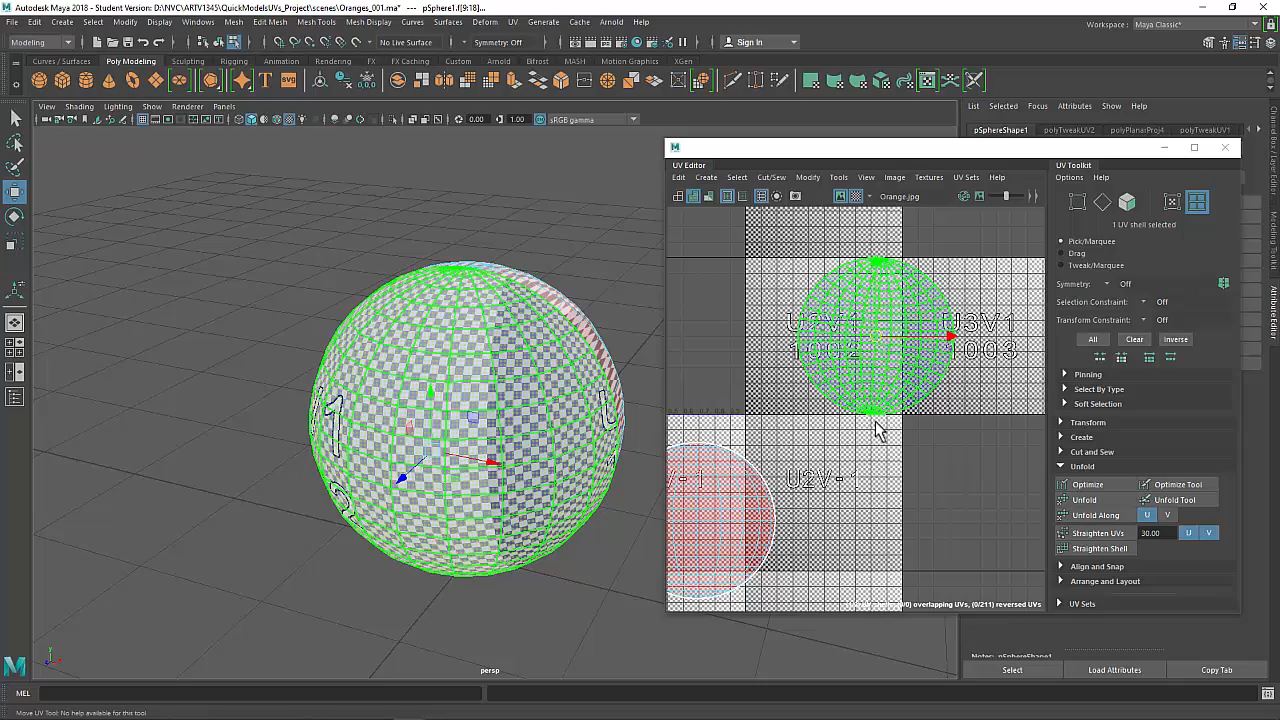 Autodesk Maya 2018 - Student Version: D:\NVC\ARTV1345\QuickModelsUVs_Project\scenes\Oranges_001.ma* --- pSphere1.f[9:18]...
File Edit Create Select Modify Display Windows Mesh Edit Mesh Mesh Tools Mesh Display Curves Surfaces Deform UV Generate Cache Arnold Help
Workspace : Maya Classic*
Modeling No Live Surface Symmetry: Off Sign In
Curves / Surfaces Poly Modeling Sculpting Rigging Animation Rendering FX FX Caching Custom Arnold Bifrost MASH Motion Graphics XGen
View Shading Lighting Show Renderer Panels
List Selected Focus Attributes Show Help
0.00 1.00 sRGB gamma
pSphereShape1 polyTweakUV2 polyPlanarProj4 polyTweakUV1
UV Editor
UV Toolkit
Edit Create Select Cut/Sew Modify Tools View Image Textures UV Sets Help
Options Help
Orange.jpg
1 UV shell selected
Pick/Marquee
Drag
Tweak/Marquee
Symmetry: Off
Selection Constraint: Off
Transform Constraint: Off
All Clear Inverse
Pinning
Select By Type
Soft Selection
Transform
Create
Cut and Sew
Unfold
Optimize Optimize Tool
Unfold Unfold Tool
Unfold Along U V
Straighten UVs 30.00 U V
Straighten Shell
Align and Snap
Arrange and Layout
UV Sets
U3V1
1003
U2V-1
overlapping UVs, (0/211) reversed UVs
Channel Box / Layer Editor
Modeling Toolkit
Attribute Editor
persp
Notes: pSphereShape1
Select Load Attributes Copy Tab
MEL
Move UV Tool: No help available for this tool